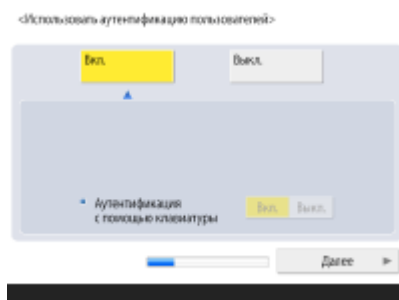 <Использовать аутентификацию пользователей>
Вкл.
Выкл.
Аутентификация
с помощью клавиатуры
Вкл.
Выкл.
Далее